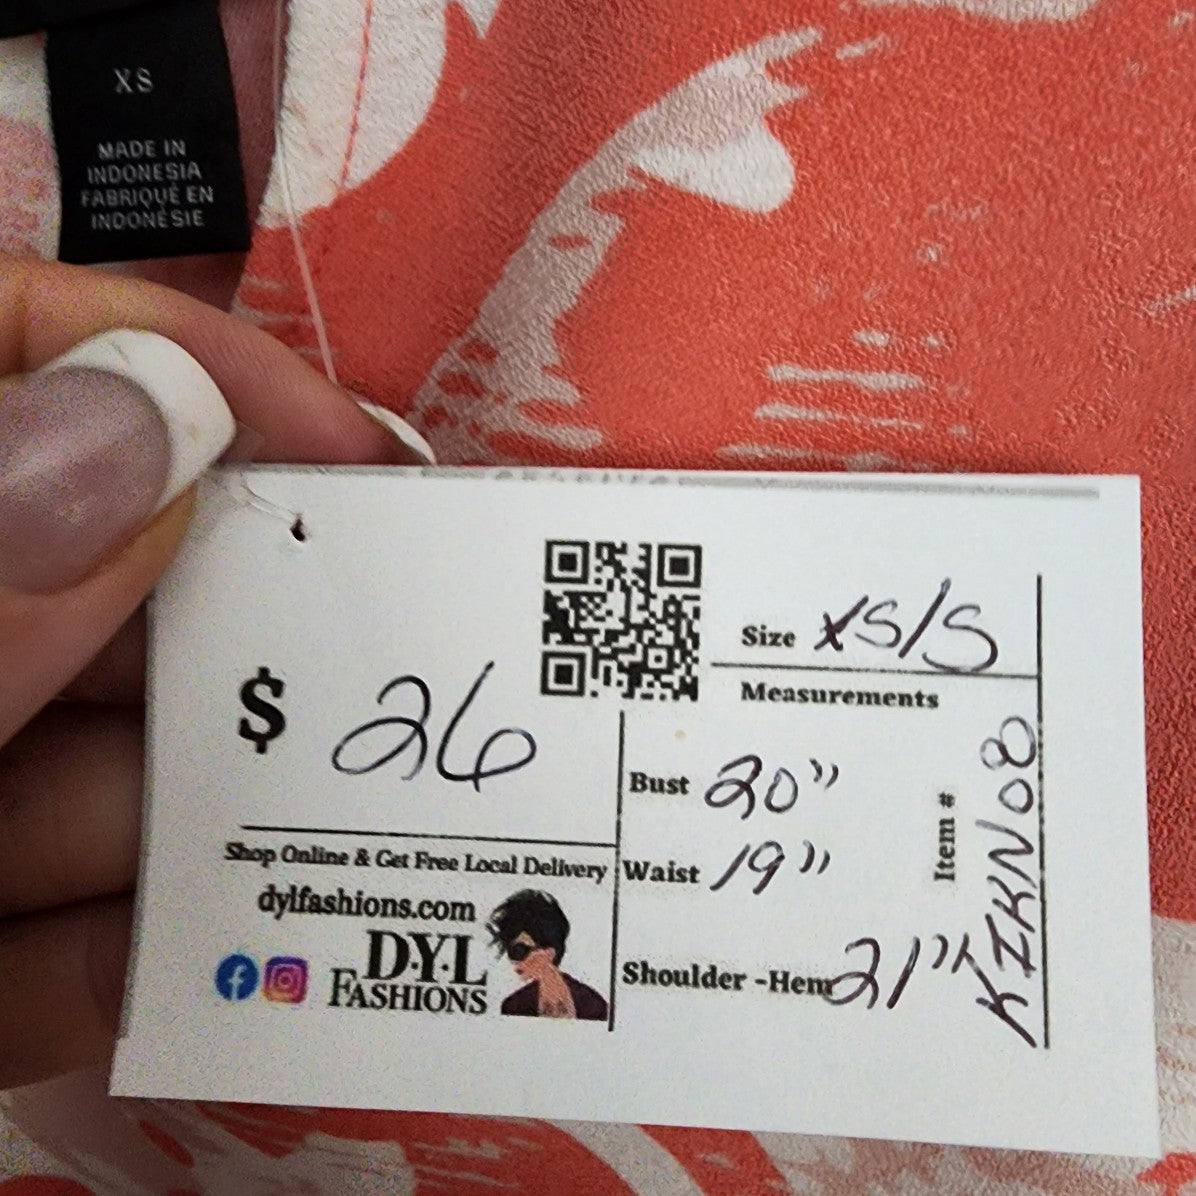 XS
MADE IN
INDONESIA
FABRIQUÉ EN
INDONÉSIE
$ 26
Size XS/S
Measurements
Bust 20"
Waist 19"
Shoulder -Hem 21"
Item # KIKN08
Shop Online & Get Free Local Delivery
dylfashions.com
D·Y·L
FASHIONS